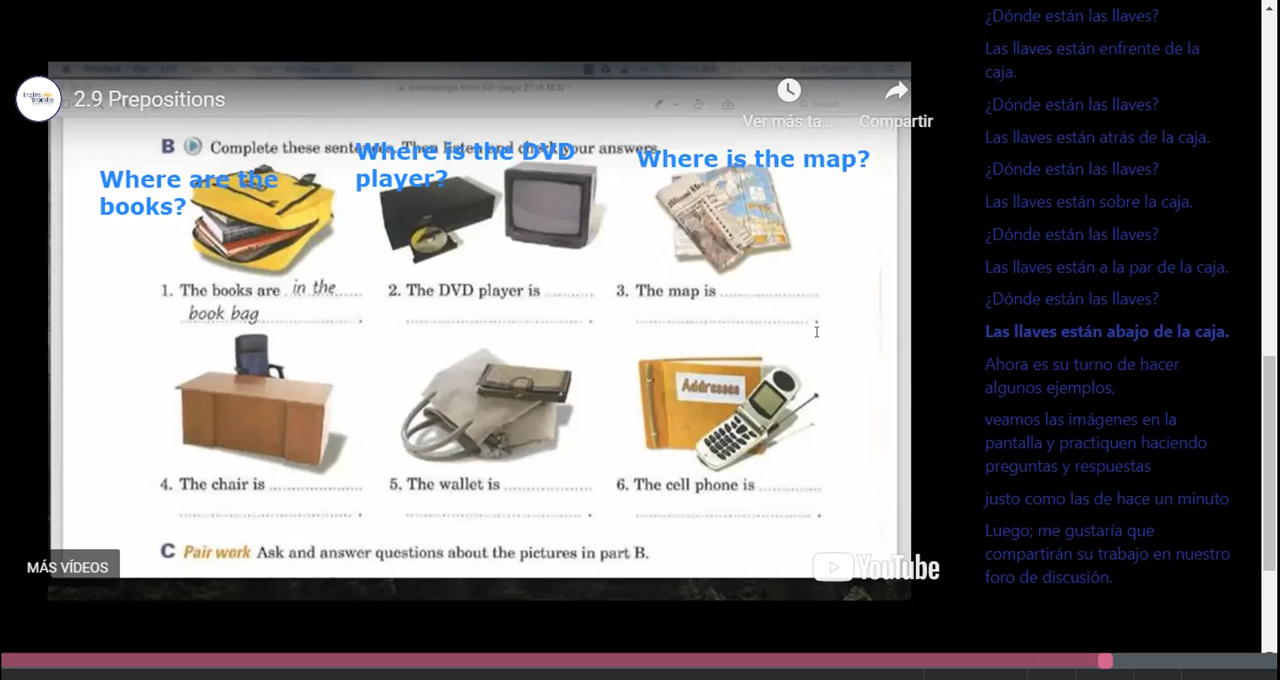 2.9 Prepositions
Ver más ta...
Compartir
B Complete these sentences. Then listen and check your answers.
Where are the
books?
Where is the DVD
player?
Where is the map?
1. The books are in the
book bag.
2. The DVD player is
3. The map is
4. The chair is
5. The wallet is
Addresses
6. The cell phone is
C Pair work Ask and answer questions about the pictures in part B.
MÁS VÍDEOS
YouTube
¿Dónde están las llaves?
Las llaves están enfrente de la
caja.
¿Dónde están las llaves?
Las llaves están atrás de la caja.
¿Dónde están las llaves?
Las llaves están sobre la caja.
¿Dónde están las llaves?
Las llaves están a la par de la caja.
¿Dónde están las llaves?
Las llaves están abajo de la caja.
Ahora es su turno de hacer
algunos ejemplos,
veamos las imágenes en la
pantalla y practiquen haciendo
preguntas y respuestas
justo como las de hace un minuto
Luego; me gustaría que
compartirán su trabajo en nuestro
foro de discusión.